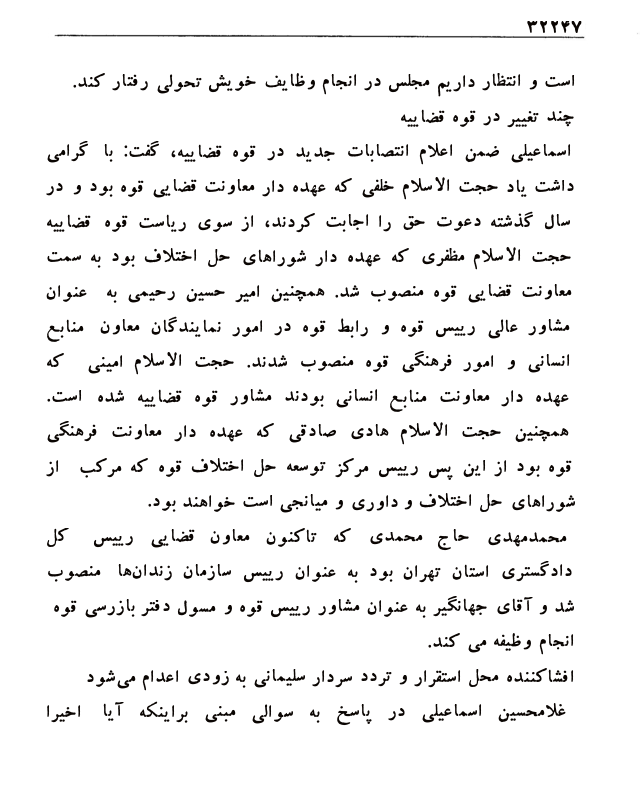 ۳۲۲۴۷
است و انتظار داریم مجلس در انجام وظایف خویش تحولی رفتار کند.
چند تغییر در قوه قضاییه
اسماعیلی ضمن اعلام انتصابات جدید در قوه قضاییه، گفت: با گرامی
داشت یاد حجت الاسلام خلفی که عهده دار معاونت قضایی قوه بود و در
سال گذشته دعوت حق را اجابت کردند، از سوی ریاست قوه قضاییه
حجت الاسلام مظفری که عهده دار شوراهای حل اختلاف بود به سمت
معاونت قضایی قوه منصوب شد. همچنین امیر حسین رحیمی به عنوان
مشاور عالی رییس قوه و رابط قوه در امور نمایندگان معاون منابع
انسانی و امور فرهنگی قوه منصوب شدند. حجت الاسلام امینی که
عهده دار معاونت منابع انسانی بودند مشاور قوه قضاییه شده است.
همچنین حجت الاسلام هادی صادقی که عهده دار معاونت فرهنگی
قوه بود از این پس رییس مرکز توسعه حل اختلاف قوه که مرکب از
شوراهای حل اختلاف و داوری و میانجی است خواهند بود.
محمدمهدی حاج محمدی که تاکنون معاون قضایی رییس کل
دادگستری استان تهران بود به عنوان رییس سازمان زندان‌ها منصوب
شد و آقای جهانگیر به عنوان مشاور رییس قوه و مسول دفتر بازرسی قوه
انجام وظیفه می کند.
افشاکننده محل استقرار و تردد سردار سلیمانی به زودی اعدام می‌شود
غلامحسین اسماعیلی در پاسخ به سوالی مبنی براینکه آیا اخیرا